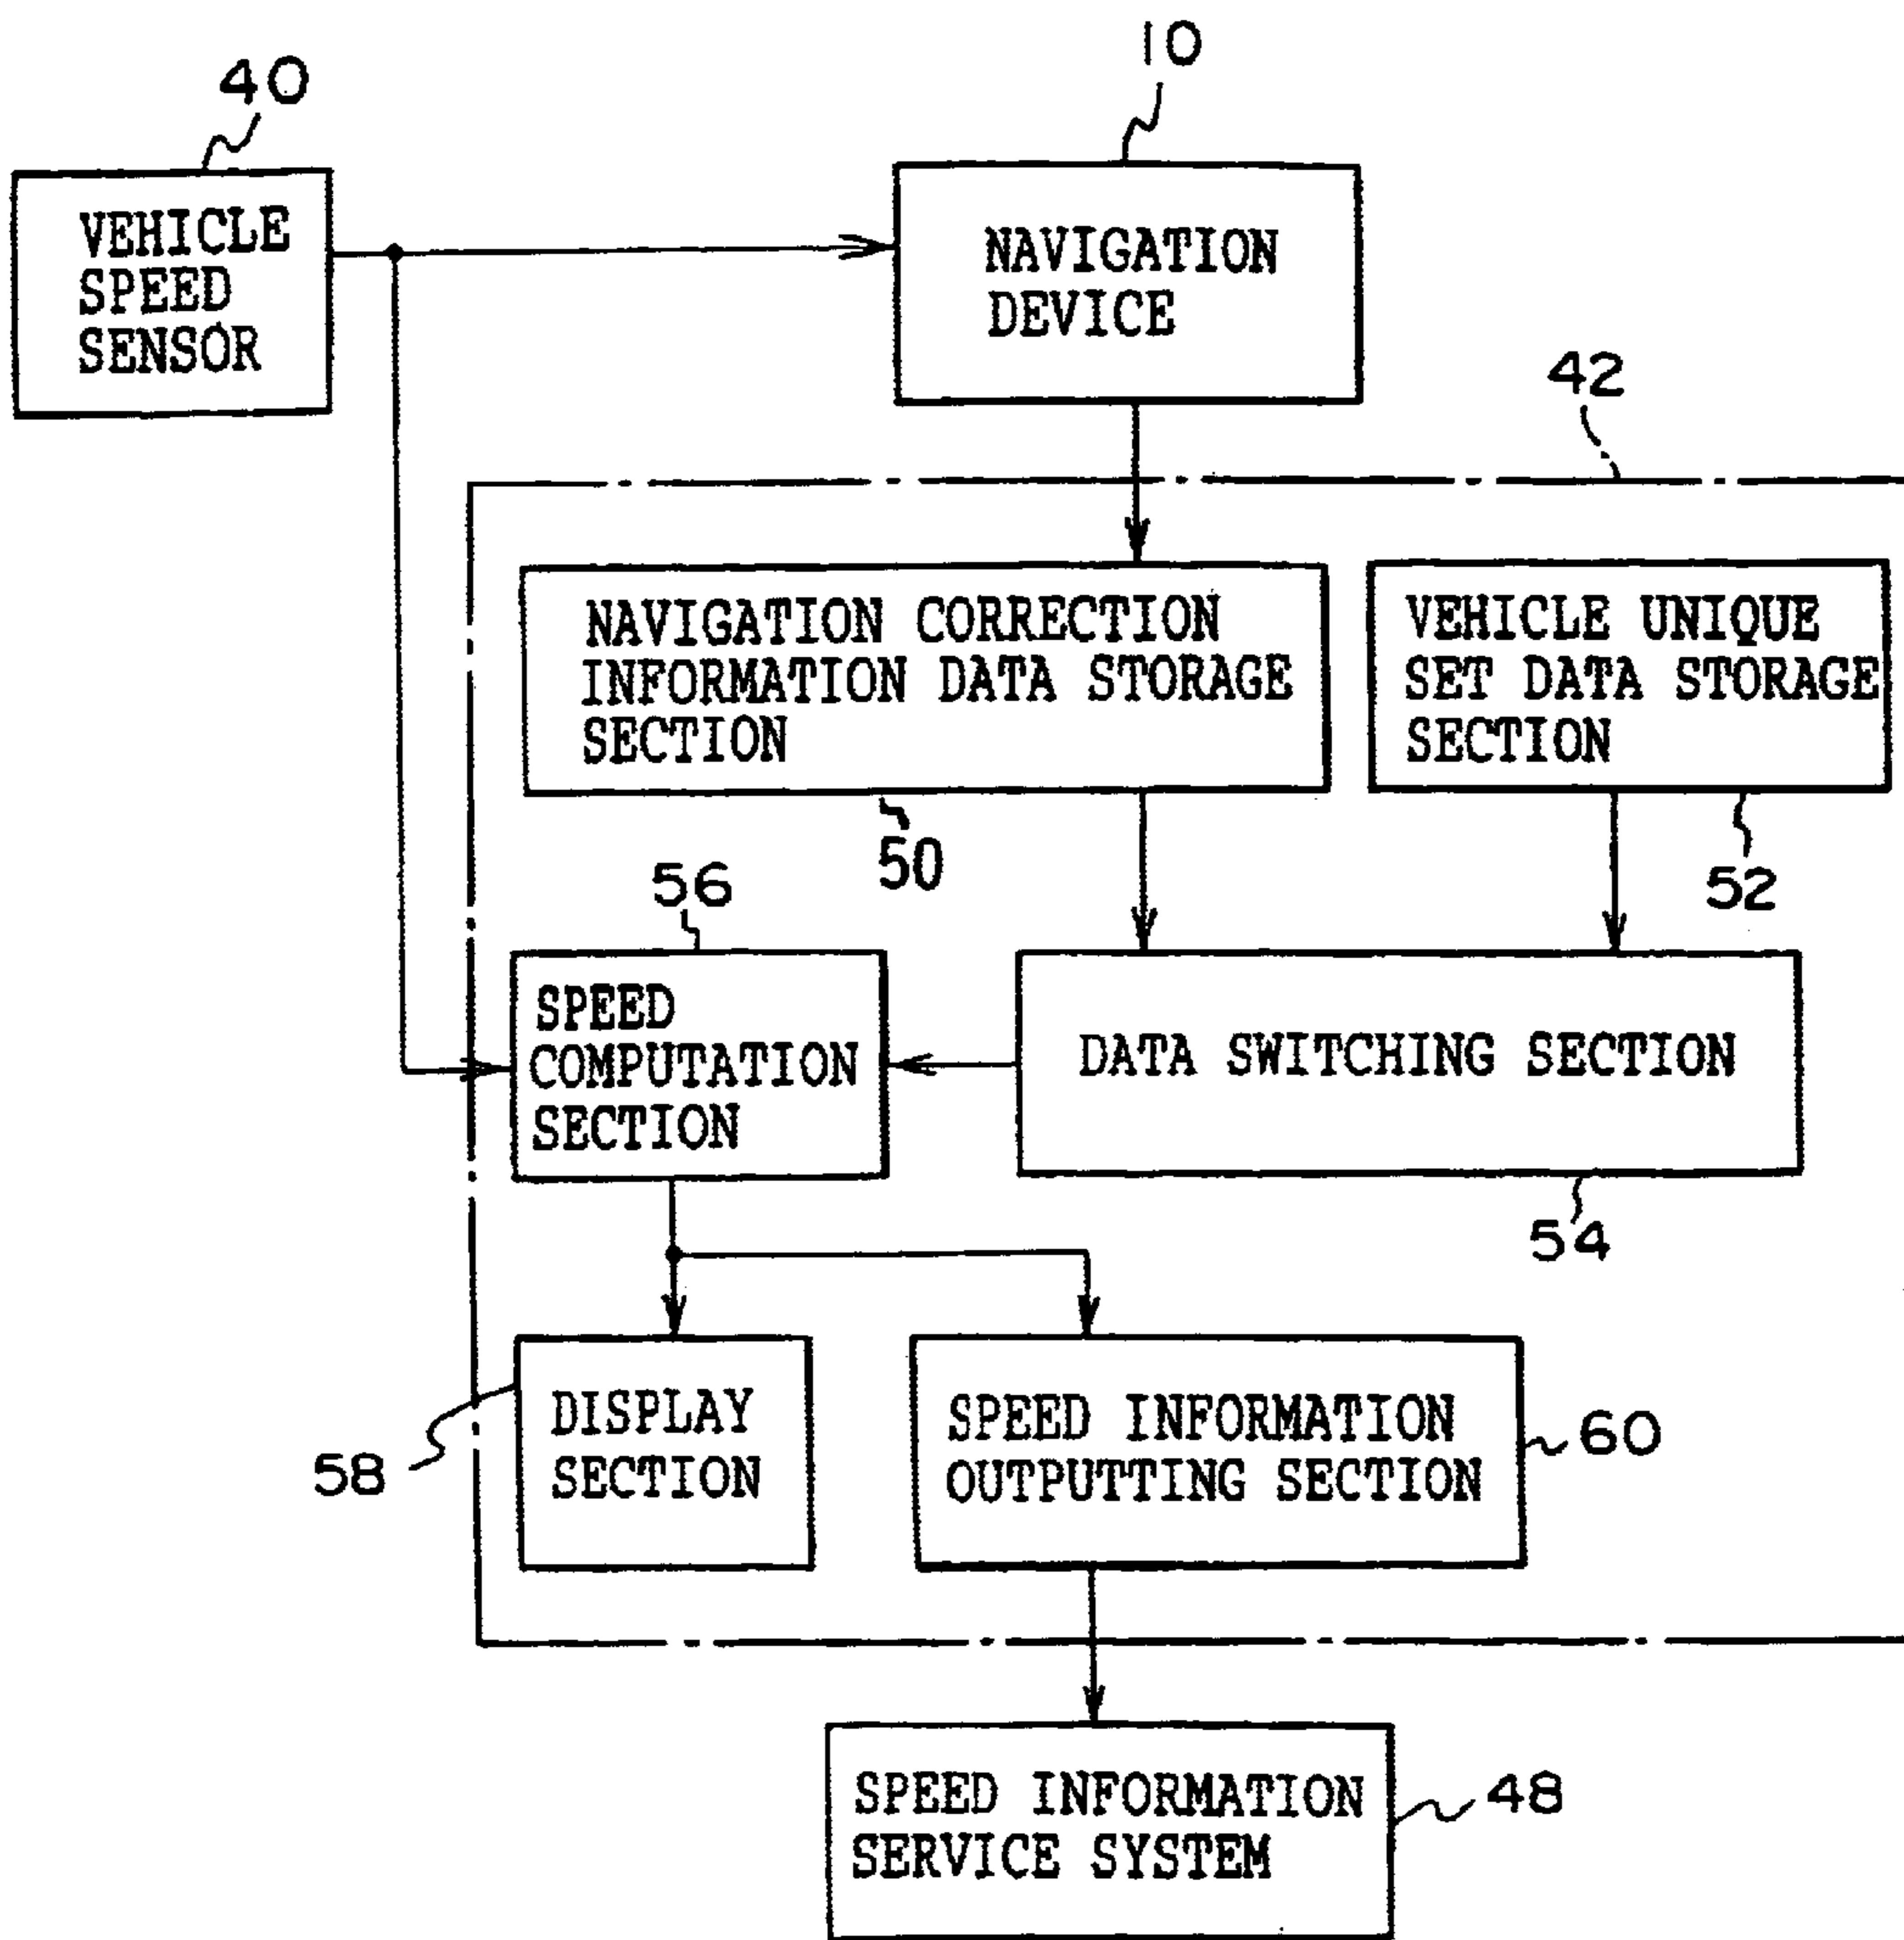 10
40
VEHICLE
SPEED
SENSOR
NAVIGATION
DEVICE
42
NAVIGATION CORRECTION
INFORMATION DATA STORAGE
SECTION
VEHICLE UNIQUE
SET DATA STORAGE
SECTION
50
52
56
SPEED
COMPUTATION
SECTION
DATA SWITCHING SECTION
54
58
DISPLAY
SECTION
SPEED INFORMATION
OUTPUTTING SECTION
60
SPEED INFORMATION
SERVICE SYSTEM
48